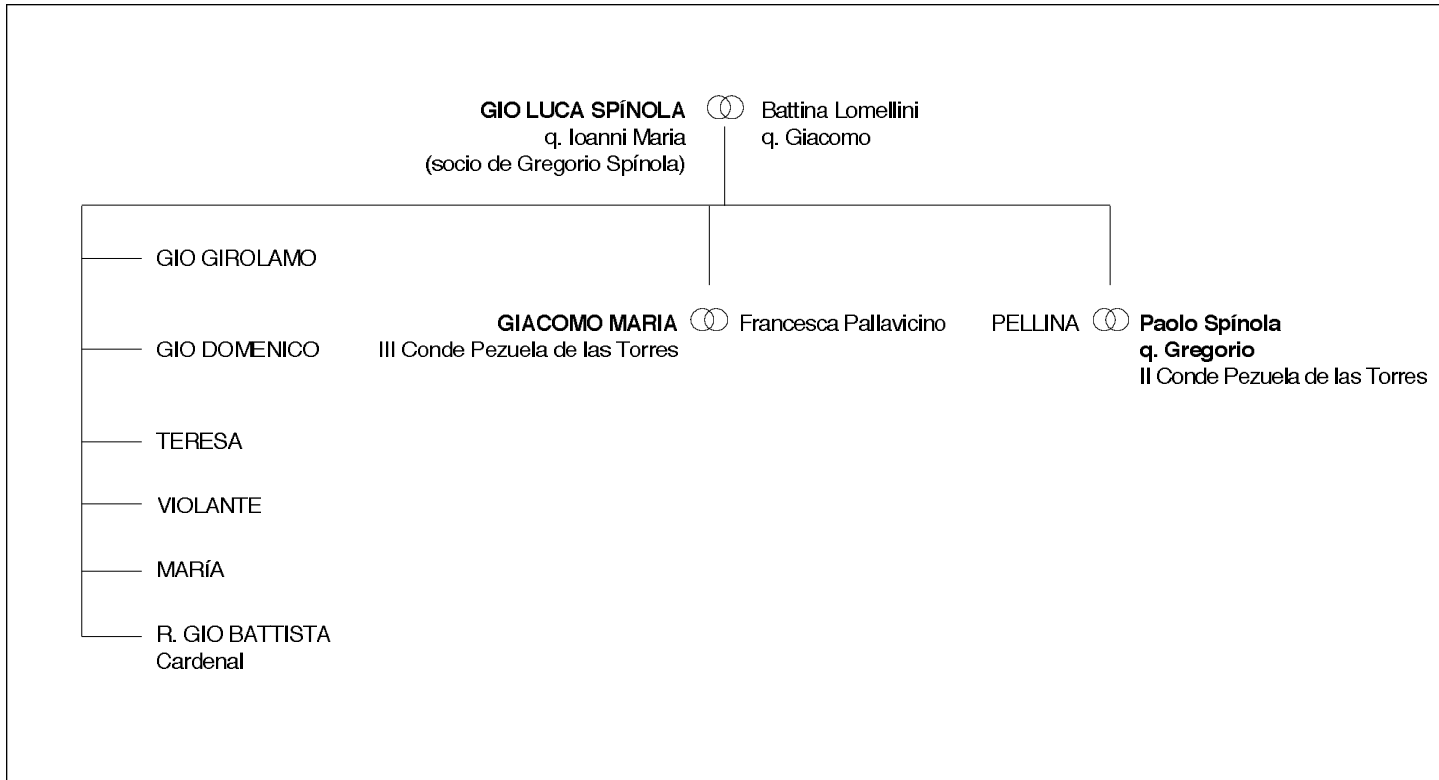 GIO LUCA SPÍNOLA
q. Ioanni Maria
(socio de Gregorio Spínola)
Battina Lomellini
q. Giacomo
GIO GIROLAMO
GIO DOMENICO
TERESA
VIOLANTE
MARÍA
R. GIO BATTISTA
Cardenal
GIACOMO MARIA
III Conde Pezuela de las Torres
Francesca Pallavicino
PELLINA
Paolo Spínola
q. Gregorio
II Conde Pezuela de las Torres